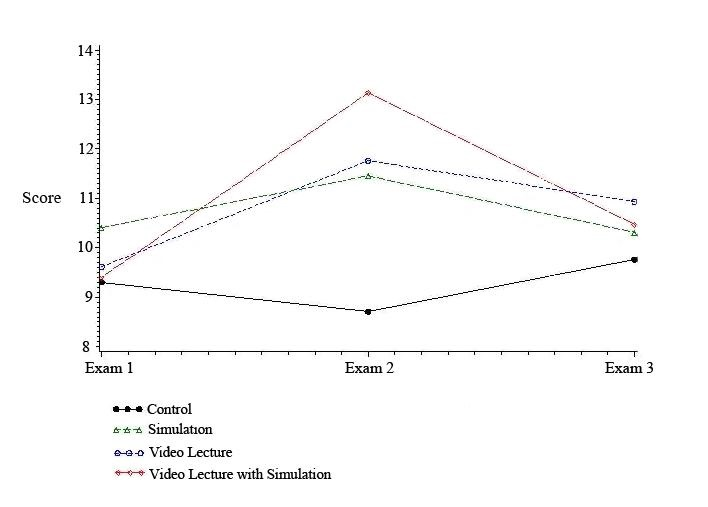 14
13
12
Score
11
10
9
8
Exam 1 Exam 2 Exam 3
Control
Simulation
Video Lecture
Video Lecture with Simulation